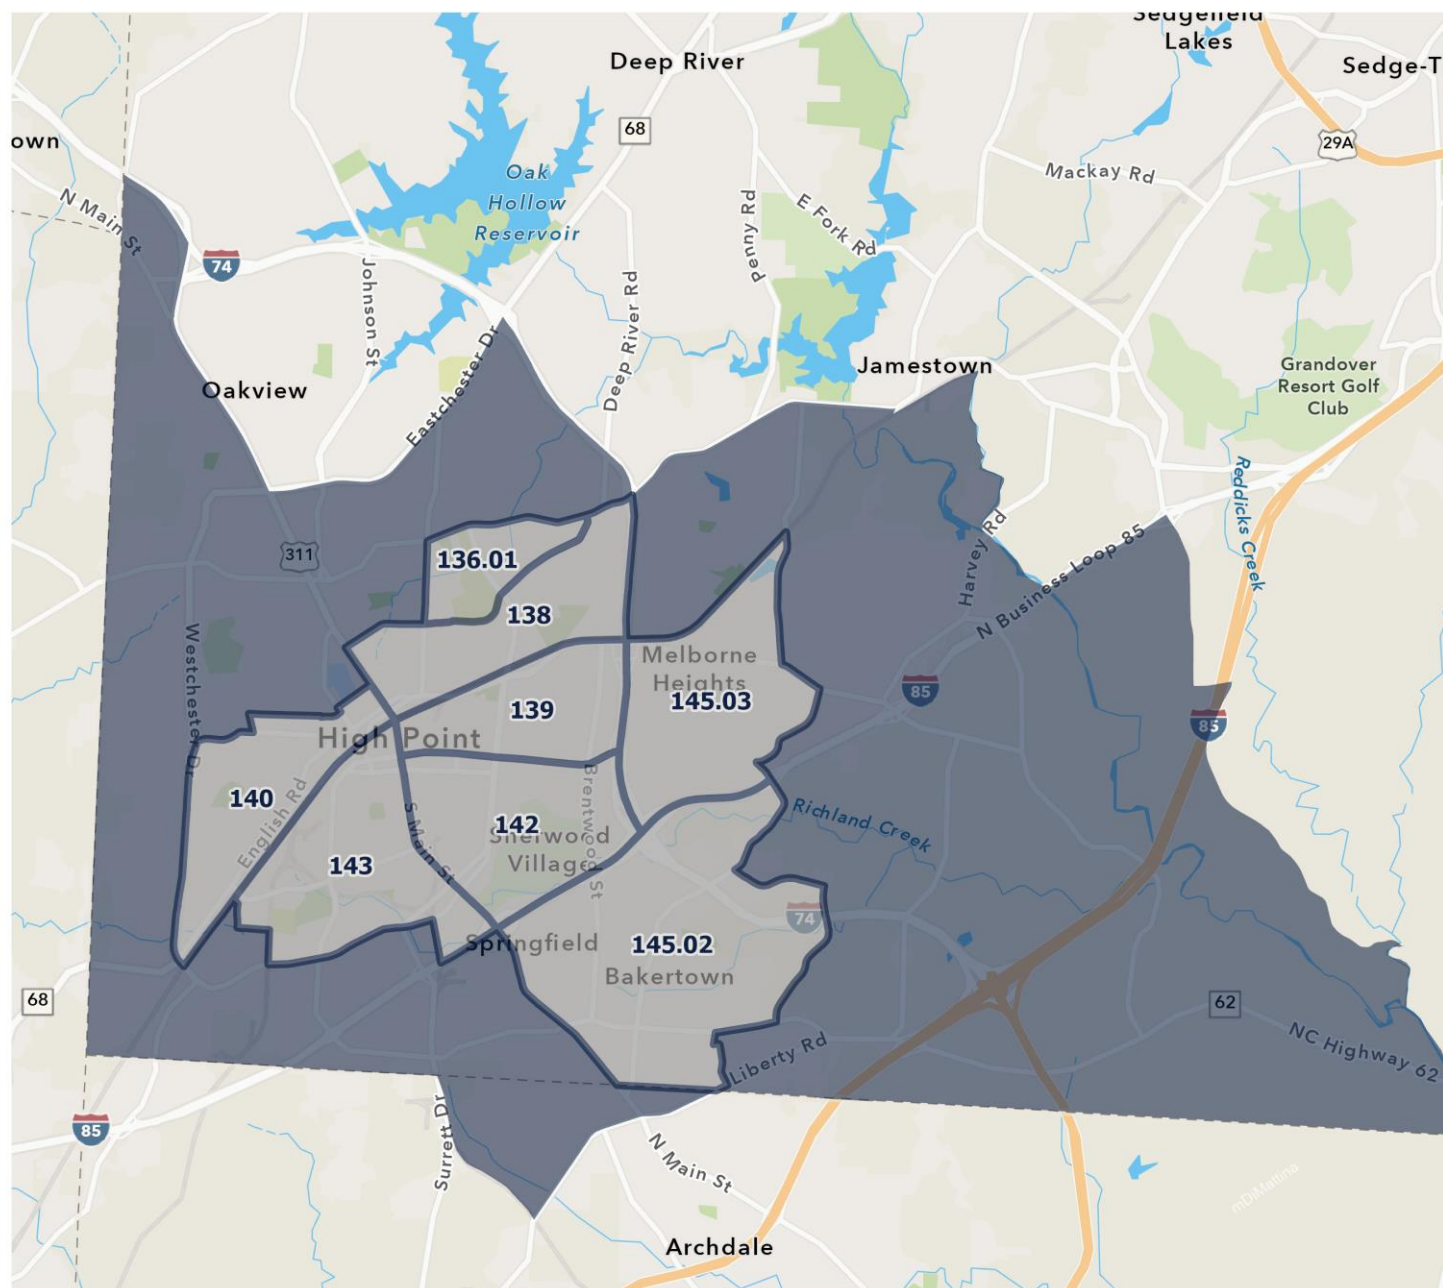 Sedgefield
Lakes
Deep River
Sedge-T
68
29A
own
Oak
Hollow
Reservoir
Mackay Rd
N Main St
Penny Rd
E Fork Rd
74
Johnson St
Deep River Rd
Jamestown
Grandover
Resort Golf
Club
Oakview
Eastchester Dr
Reddicks Creek
Harvey Rd
N Business Loop 85
311
136.01
138
Westchester Dr
Melborne
Heights
145.03
85
139
High Point
85
140
English Rd
S Main St
Brentwood St
Richland Creek
142
Sherwood
Village
143
74
Springfield
145.02
Bakertown
68
62
NC Highway 62
Liberty Rd
85
Surrett Dr
N Main St
mDiMattina
Archdale